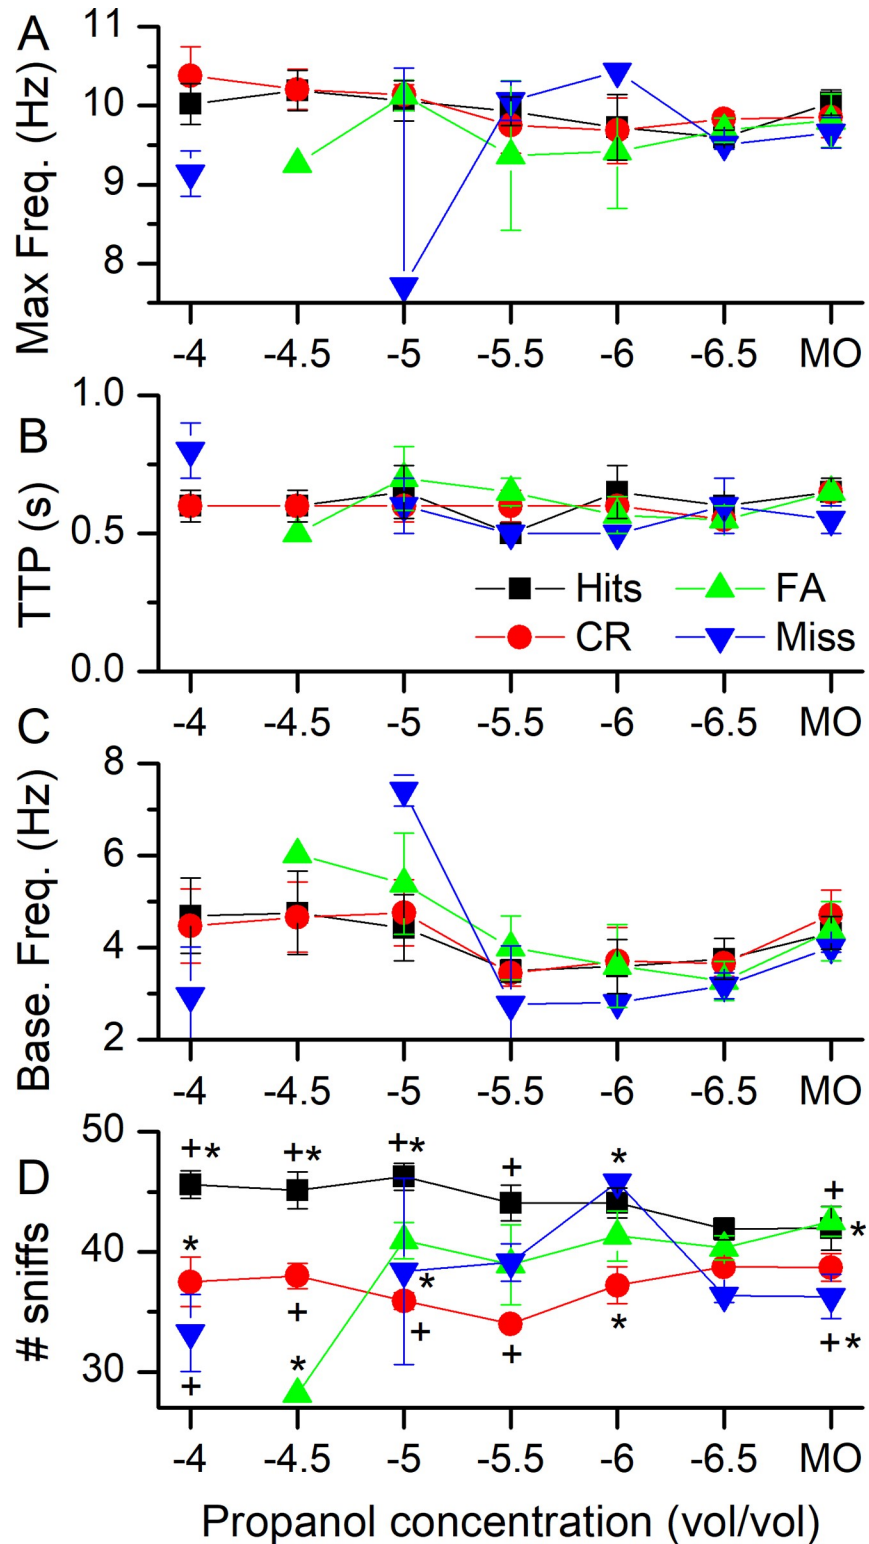 A
Max Freq. (Hz)
11
10
9
8
-4 -4.5 -5 -5.5 -6 -6.5 MO
B
TTP (s)
1.0
0.5
0.0
Hits FA
CR Miss
-4 -4.5 -5 -5.5 -6 -6.5 MO
C
Base. Freq. (Hz)
8
6
4
2
-4 -4.5 -5 -5.5 -6 -6.5 MO
D
# sniffs
50
40
30
+* +* +* + * +
*
* * +
+ + + *
* +*
+
-4 -4.5 -5 -5.5 -6 -6.5 MO
Propanol concentration (vol/vol)